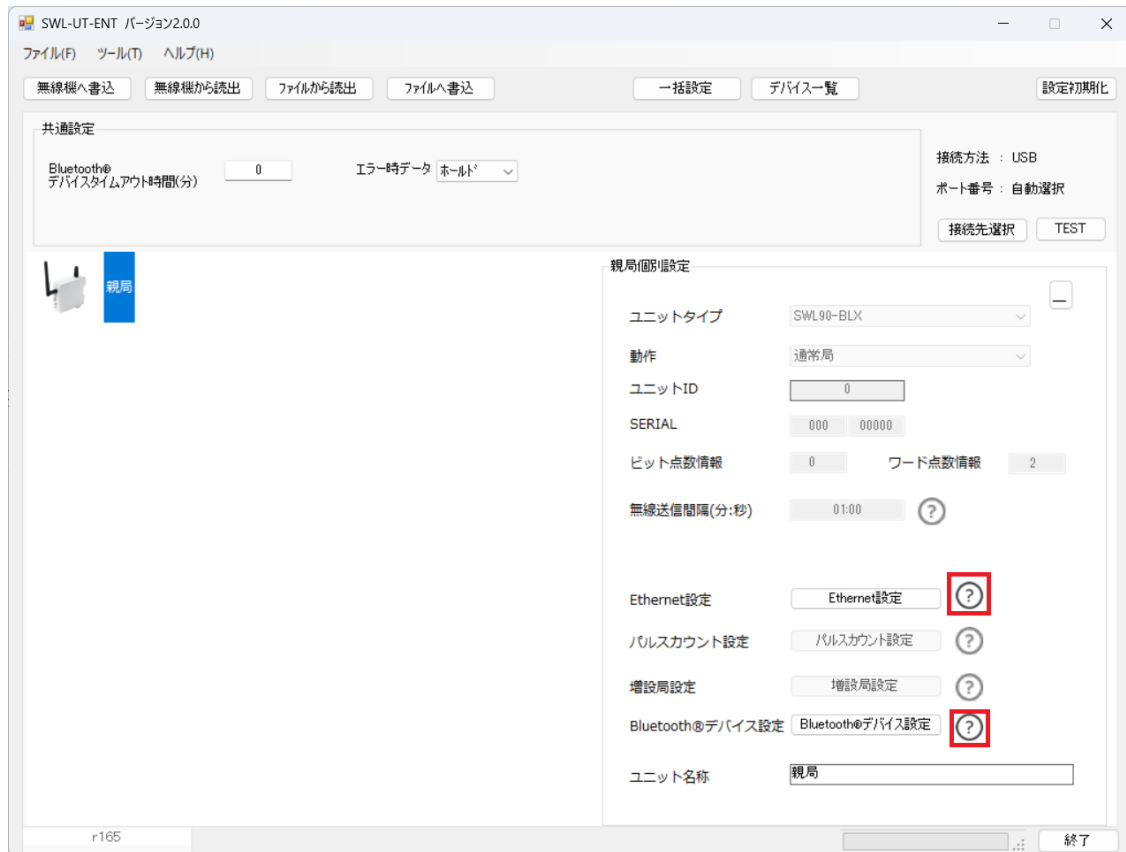 SWL-UT-ENT バージョン2.0.0
ファイル(F) ツール(T) ヘルプ(H)
無線機へ書込 無線機から読出 ファイルから読出 ファイルへ書込 一括設定 デバイス一覧 設定初期化
共通設定
Bluetooth®
デバイスタイムアウト時間(分) 0 エラー時データ ホールド
接続方法 : USB
ポート番号 : 自動選択
接続先選択 TEST
親局
親局個別設定
ユニットタイプ SWL90-BLX
動作 通常局
ユニットID 0
SERIAL 000 00000
ビット点数情報 0 ワード点数情報 2
無線送信間隔(分:秒) 01:00 ?
Ethernet設定 Ethernet設定 ?
パルスカウント設定 パルスカウント設定 ?
増設局設定 増設局設定 ?
Bluetooth®デバイス設定 Bluetooth®デバイス設定 ?
ユニット名称 親局
r165 終了